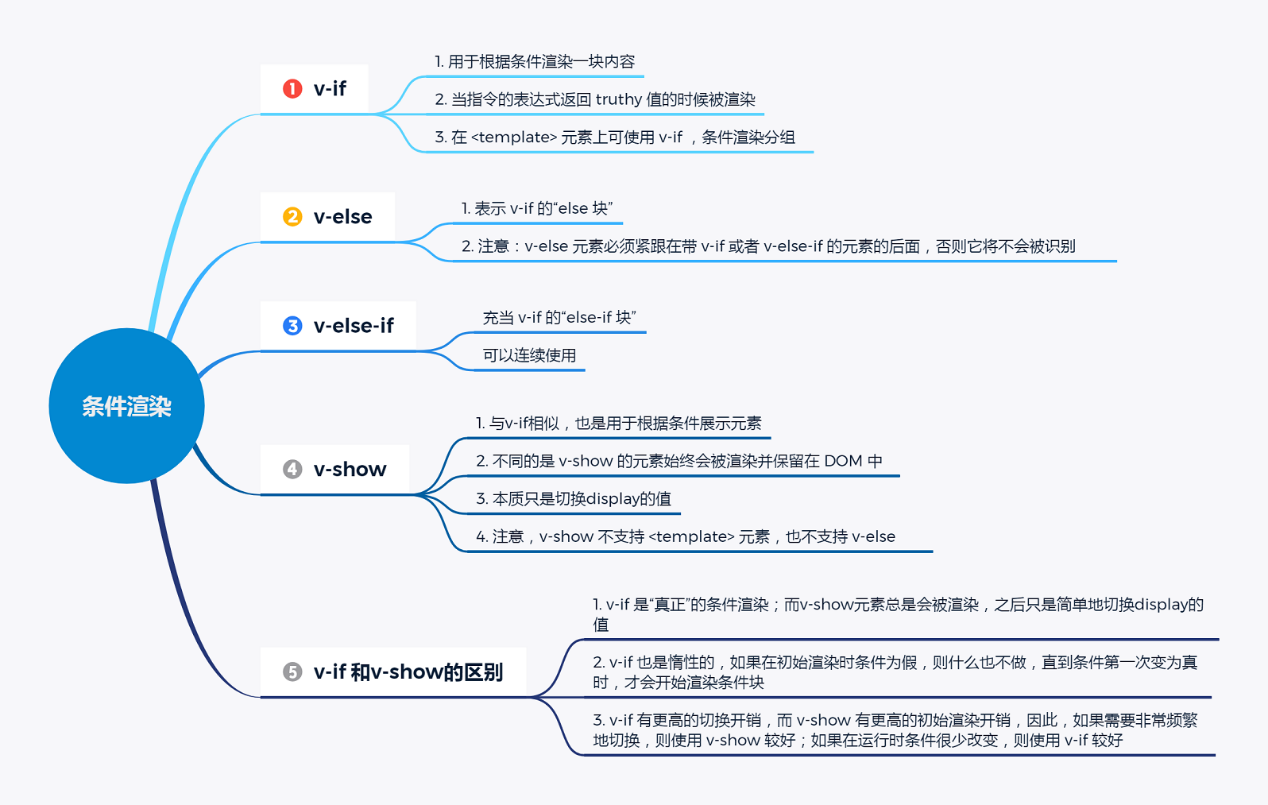 条件渲染
1 v-if
1. 用于根据条件渲染一块内容
2. 当指令的表达式返回 truthy 值的时候被渲染
3. 在 <template> 元素上可使用 v-if ，条件渲染分组
2 v-else
1. 表示 v-if 的“else 块”
2. 注意：v-else 元素必须紧跟在带 v-if 或者 v-else-if 的元素的后面，否则它将不会被识别
3 v-else-if
充当 v-if 的“else-if 块”
可以连续使用
4 v-show
1. 与v-if相似，也是用于根据条件展示元素
2. 不同的是 v-show 的元素始终会被渲染并保留在 DOM 中
3. 本质只是切换display的值
4. 注意，v-show 不支持 <template> 元素，也不支持 v-else
5 v-if 和v-show的区别
1. v-if 是“真正”的条件渲染；而v-show元素总是会被渲染，之后只是简单地切换display的
值
2. v-if 也是惰性的，如果在初始渲染时条件为假，则什么也不做，直到条件第一次变为真
时，才会开始渲染条件块
3. v-if 有更高的切换开销，而 v-show 有更高的初始渲染开销，因此，如果需要非常频繁
地切换，则使用 v-show 较好；如果在运行时条件很少改变，则使用 v-if 较好